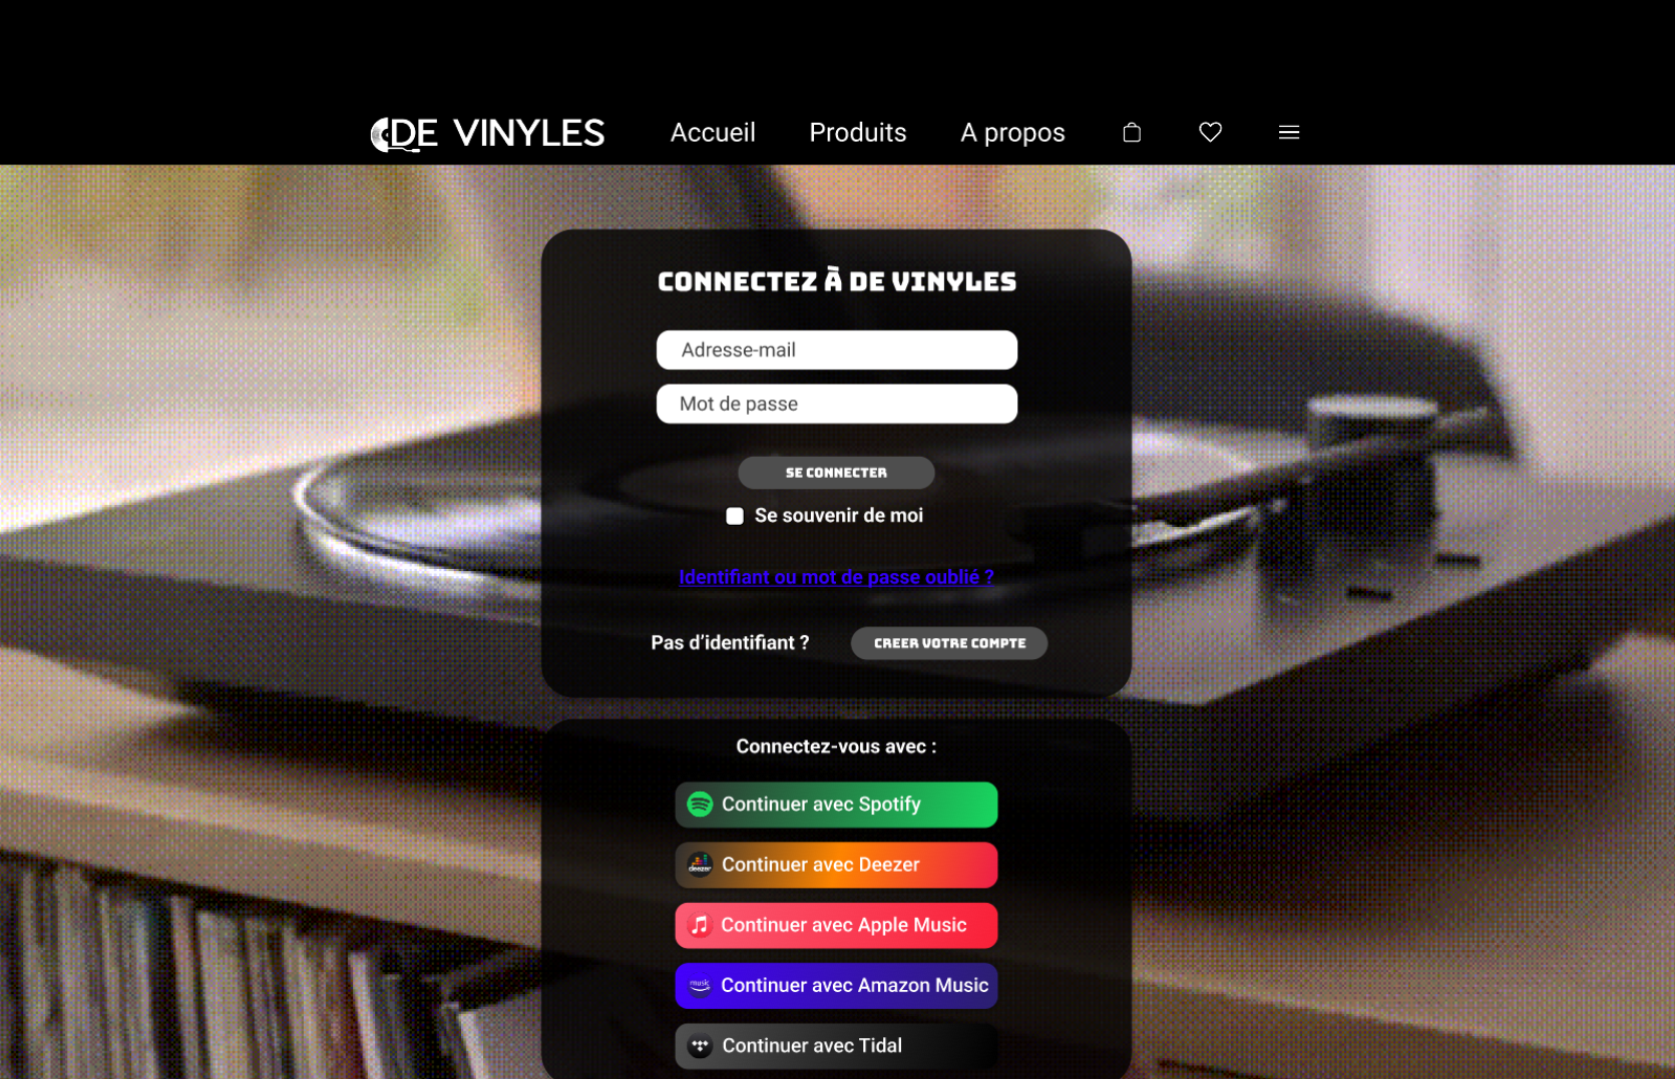 DE VINYLES
Accueil
Produits
A propos
CONNECTEZ À DE VINYLES
Adresse-mail
Mot de passe
SE CONNECTER
Se souvenir de moi
Identifiant ou mot de passe oublié ?
Pas d’identifiant ?
CREER VOTRE COMPTE
Connectez-vous avec :
Continuer avec Spotify
deezer
Continuer avec Deezer
Continuer avec Apple Music
music
Continuer avec Amazon Music
Continuer avec Tidal